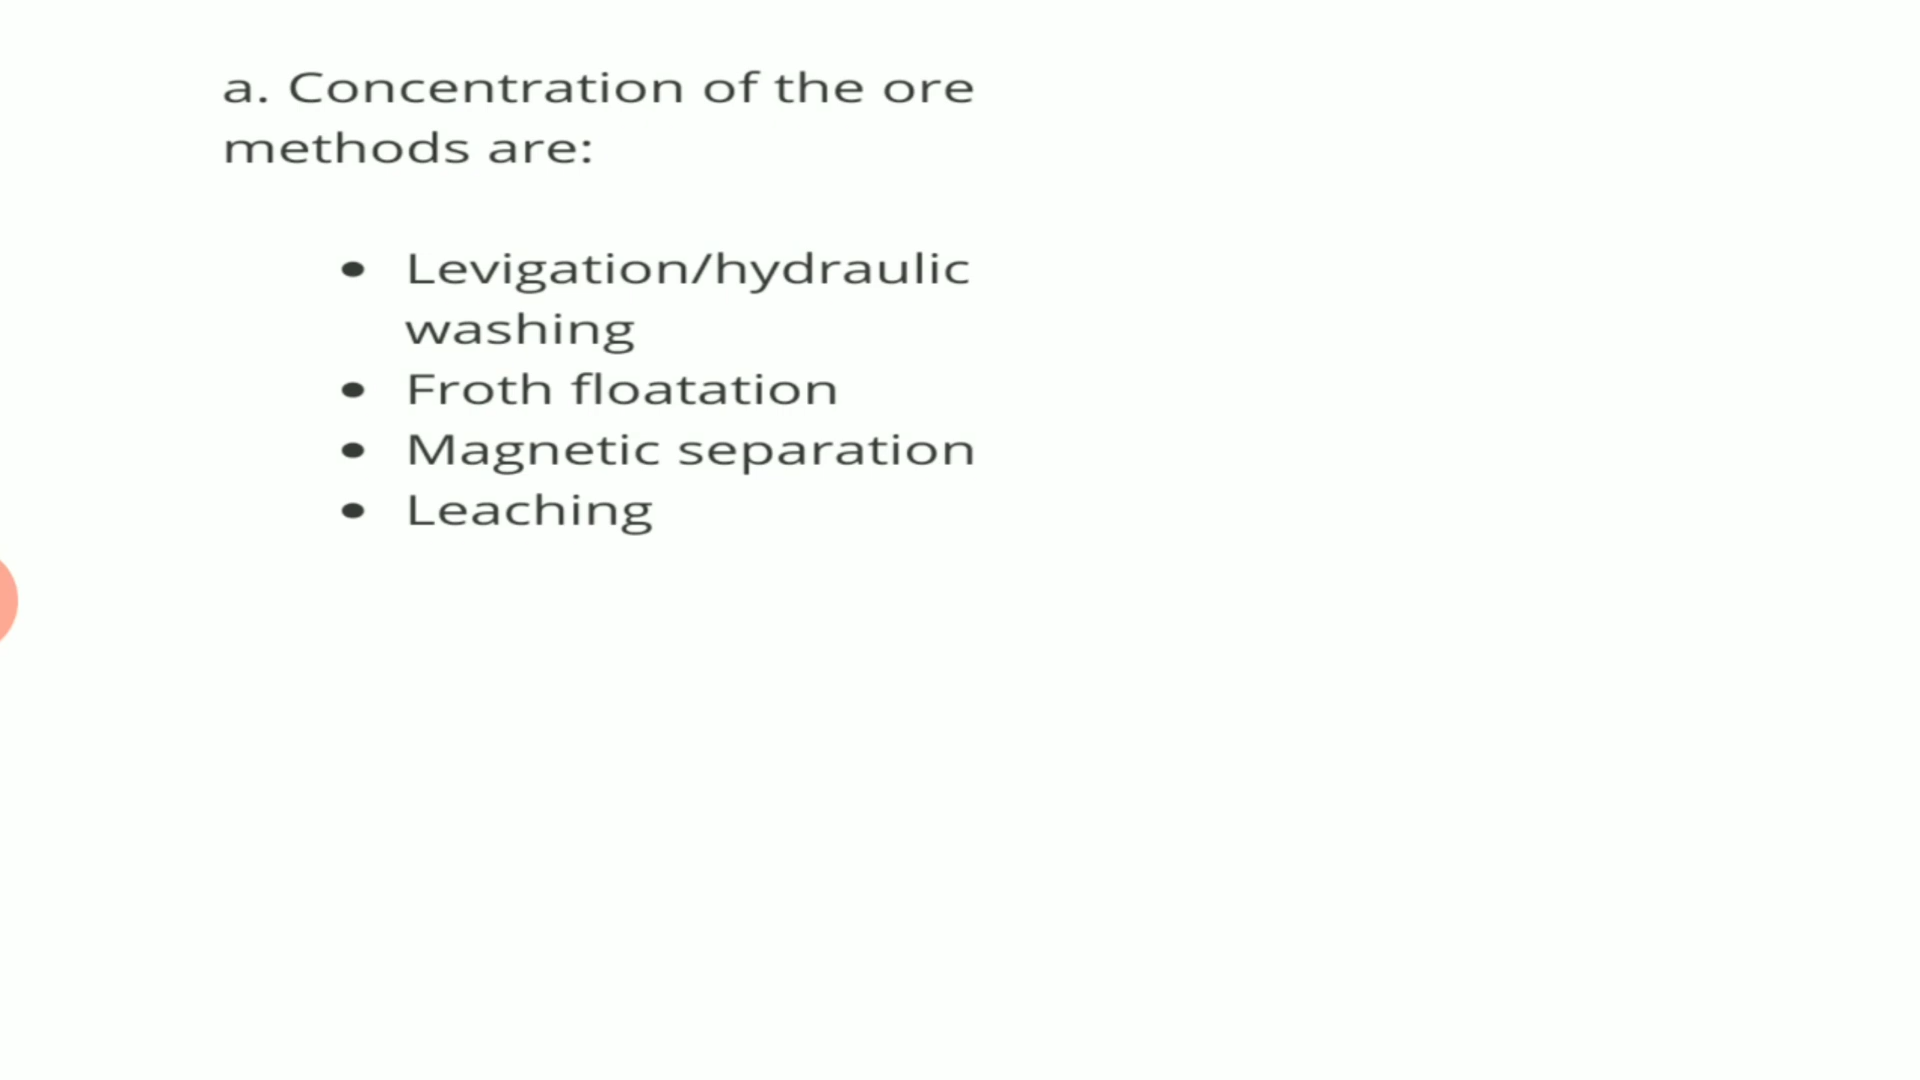 a. Concentration of the ore
methods are:
• Levigation/hydraulic
washing
• Froth floatation
• Magnetic separation
• Leaching